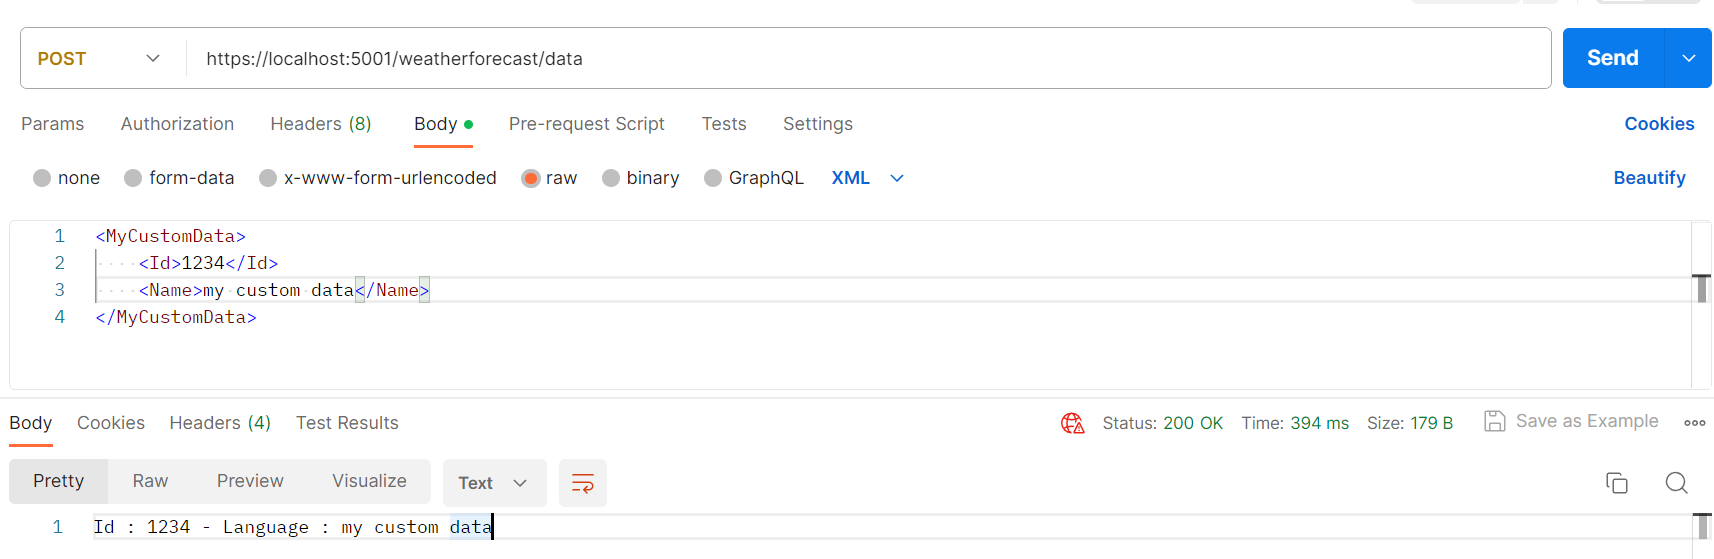 POST https://localhost:5001/weatherforecast/data Send
Params Authorization Headers (8) Body Pre-request Script Tests Settings Cookies
none form-data x-www-form-urlencoded raw binary GraphQL XML Beautify
1 <MyCustomData>
2 <Id>1234</Id>
3 <Name>my custom data</Name>
4 </MyCustomData>
Body Cookies Headers (4) Test Results Status: 200 OK Time: 394 ms Size: 179 B Save as Example
Pretty Raw Preview Visualize Text
1 Id : 1234 - Language : my custom data